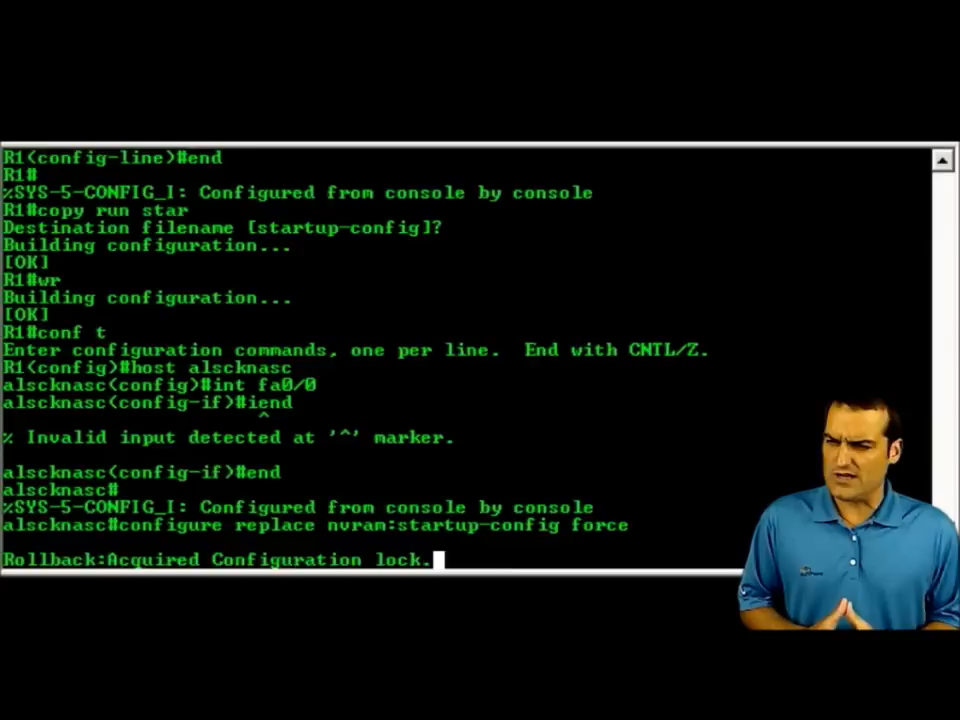 R1(config-line)#end
R1#
%SYS-5-CONFIG_I: Configured from console by console
R1#copy run star
Destination filename [startup-config]?
Building configuration...
[OK]
R1#wr
Building configuration...
[OK]
R1#conf t
Enter configuration commands, one per line.  End with CNTL/Z.
R1(config)#host alscknasc
alscknasc(config)#int fa0/0
alscknasc(config-if)#iend
^
% Invalid input detected at '^' marker.
alscknasc(config-if)#end
alscknasc#
%SYS-5-CONFIG_I: Configured from console by console
alscknasc#configure replace nvram:startup-config force
Rollback:Acquired Configuration lock.